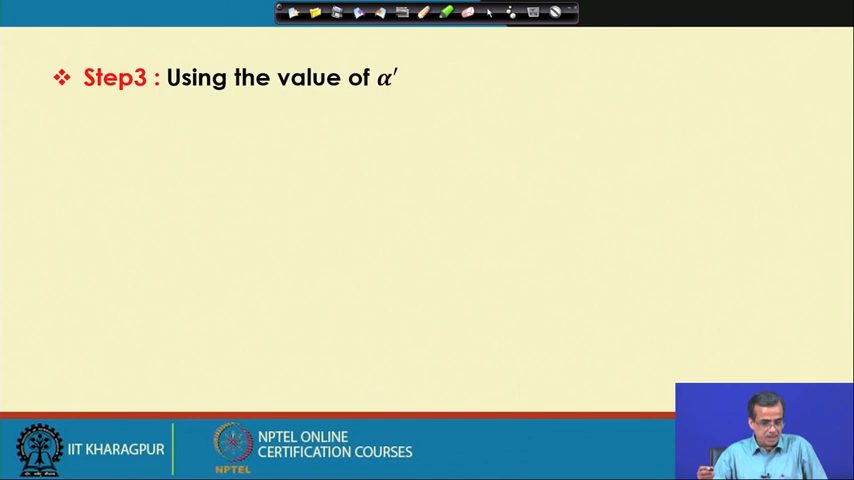 ❖ Step3 : Using the value of α′
IIT KHARAGPUR
NPTEL
NPTEL ONLINE
CERTIFICATION COURSES